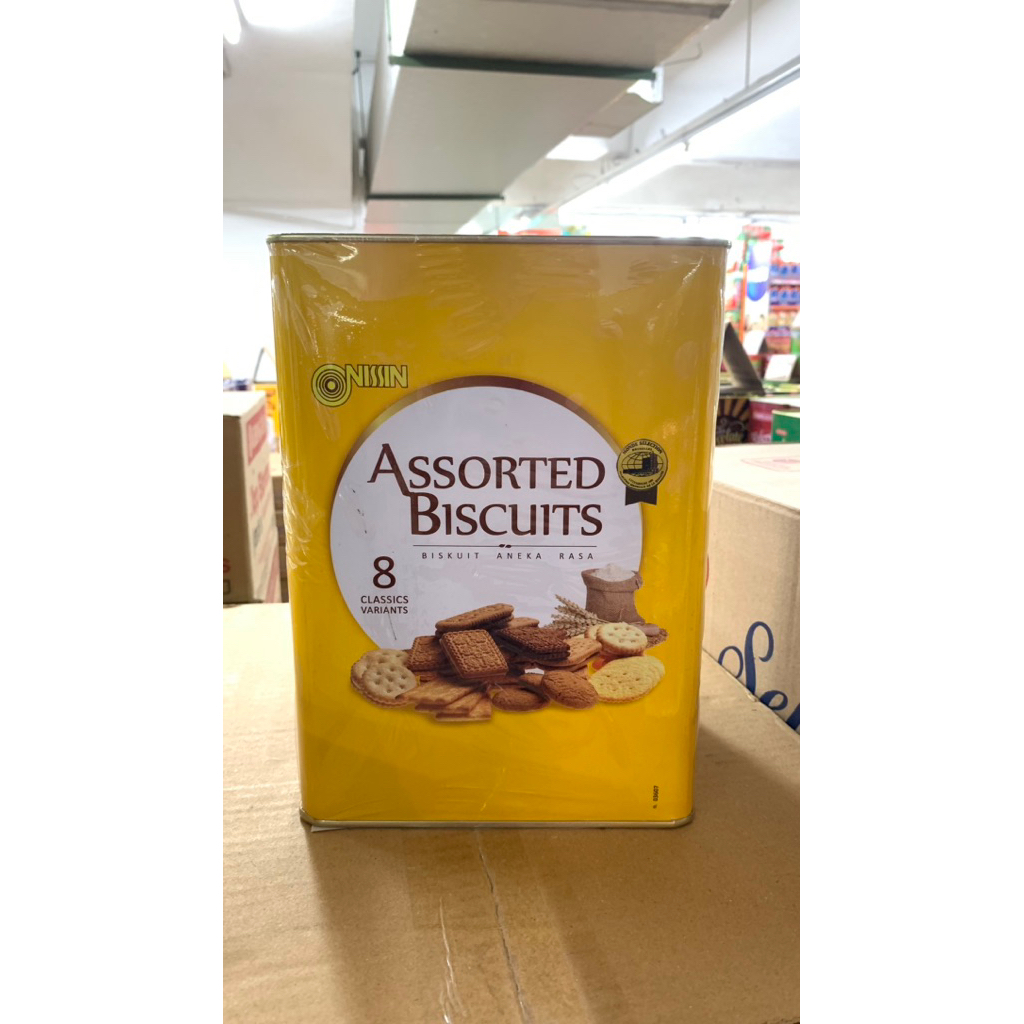 NISSIN
ASSORTED
BISCUITS
BISKUIT ANEKA RASA
8
CLASSICS
VARIANTS